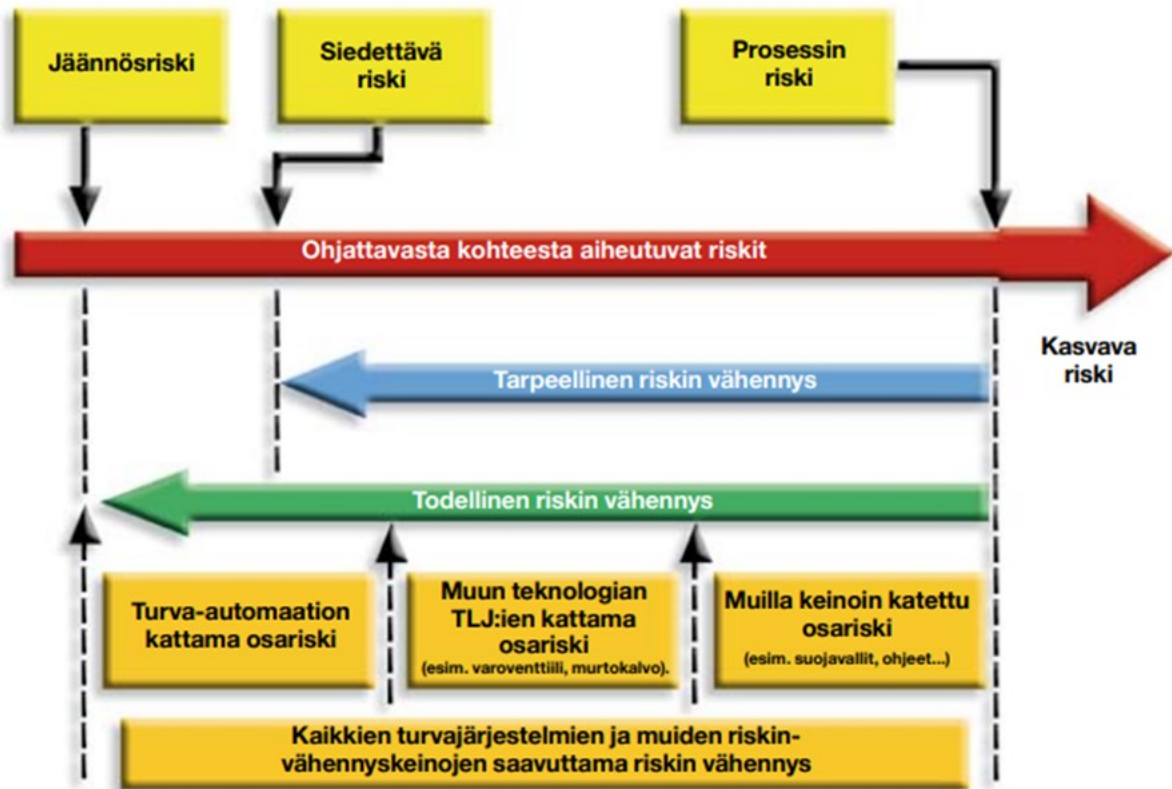 Jäännösriski
Siedettävä
riski
Prosessin
riski
Ohjattavasta kohteesta aiheutuvat riskit
Kasvava
riski
Tarpeellinen riskin vähennys
Todellinen riskin vähennys
Turva-automaation
kattama osariski
Muun teknologian
TLJ:ien kattama
osariski
(esim. varoventtiili, murtokalvo).
Muilla keinoin katettu
osariski
(esim. suojavallit, ohjeet...)
Kaikkien turvajärjestelmien ja muiden riskin-
vähennyskeinojen saavuttama riskin vähennys